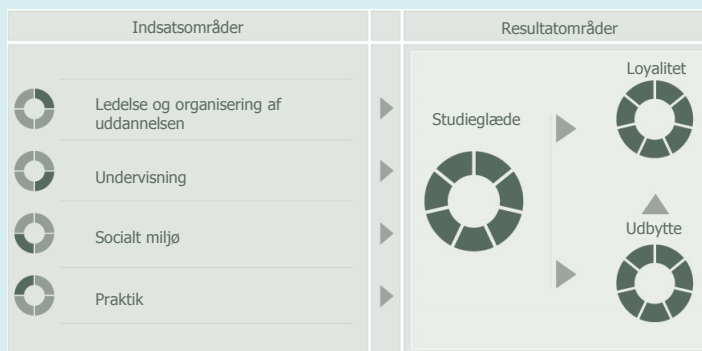 Indsatsområder
Resultatområder
Ledelse og organisering af
uddannelsen
Undervisning
Socialt miljø
Praktik
Studieglæde
Loyalitet
Udbytte